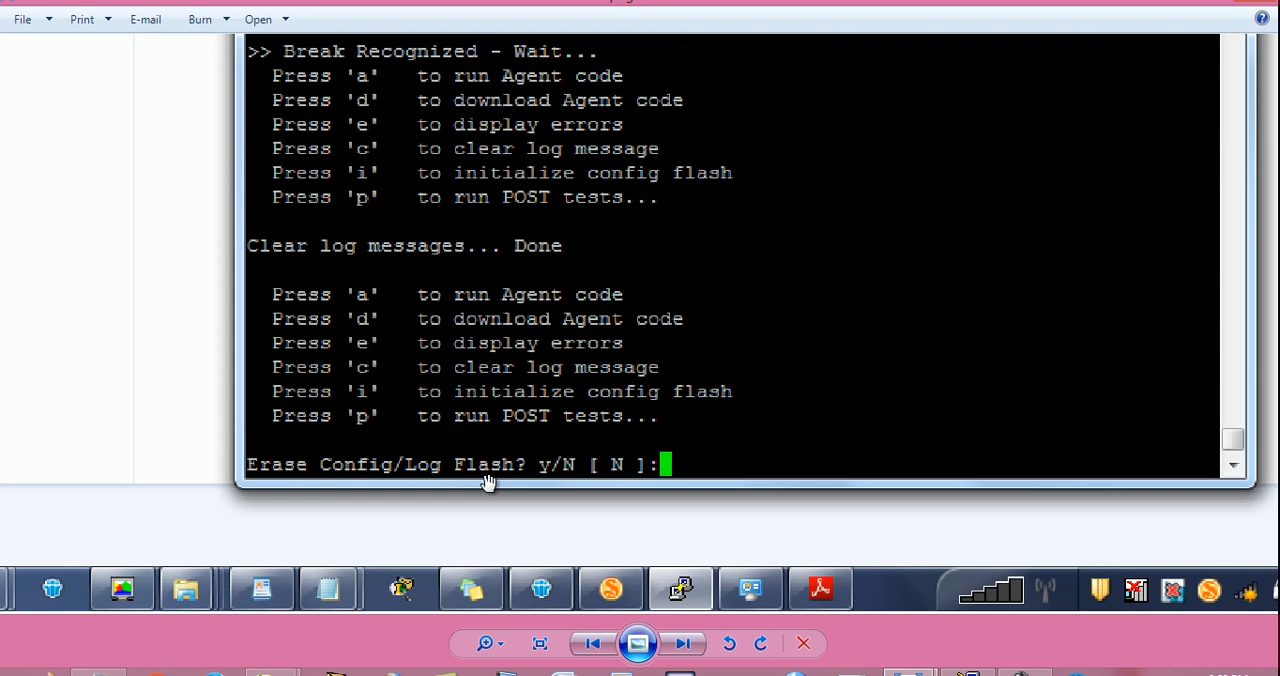 File Print E-mail Burn Open
>> Break Recognized - Wait...
Press 'a' to run Agent code
Press 'd' to download Agent code
Press 'e' to display errors
Press 'c' to clear log message
Press 'i' to initialize config flash
Press 'p' to run POST tests...
Clear log messages... Done
Press 'a' to run Agent code
Press 'd' to download Agent code
Press 'e' to display errors
Press 'c' to clear log message
Press 'i' to initialize config flash
Press 'p' to run POST tests...
Erase Config/Log Flash? y/N [ N ]: